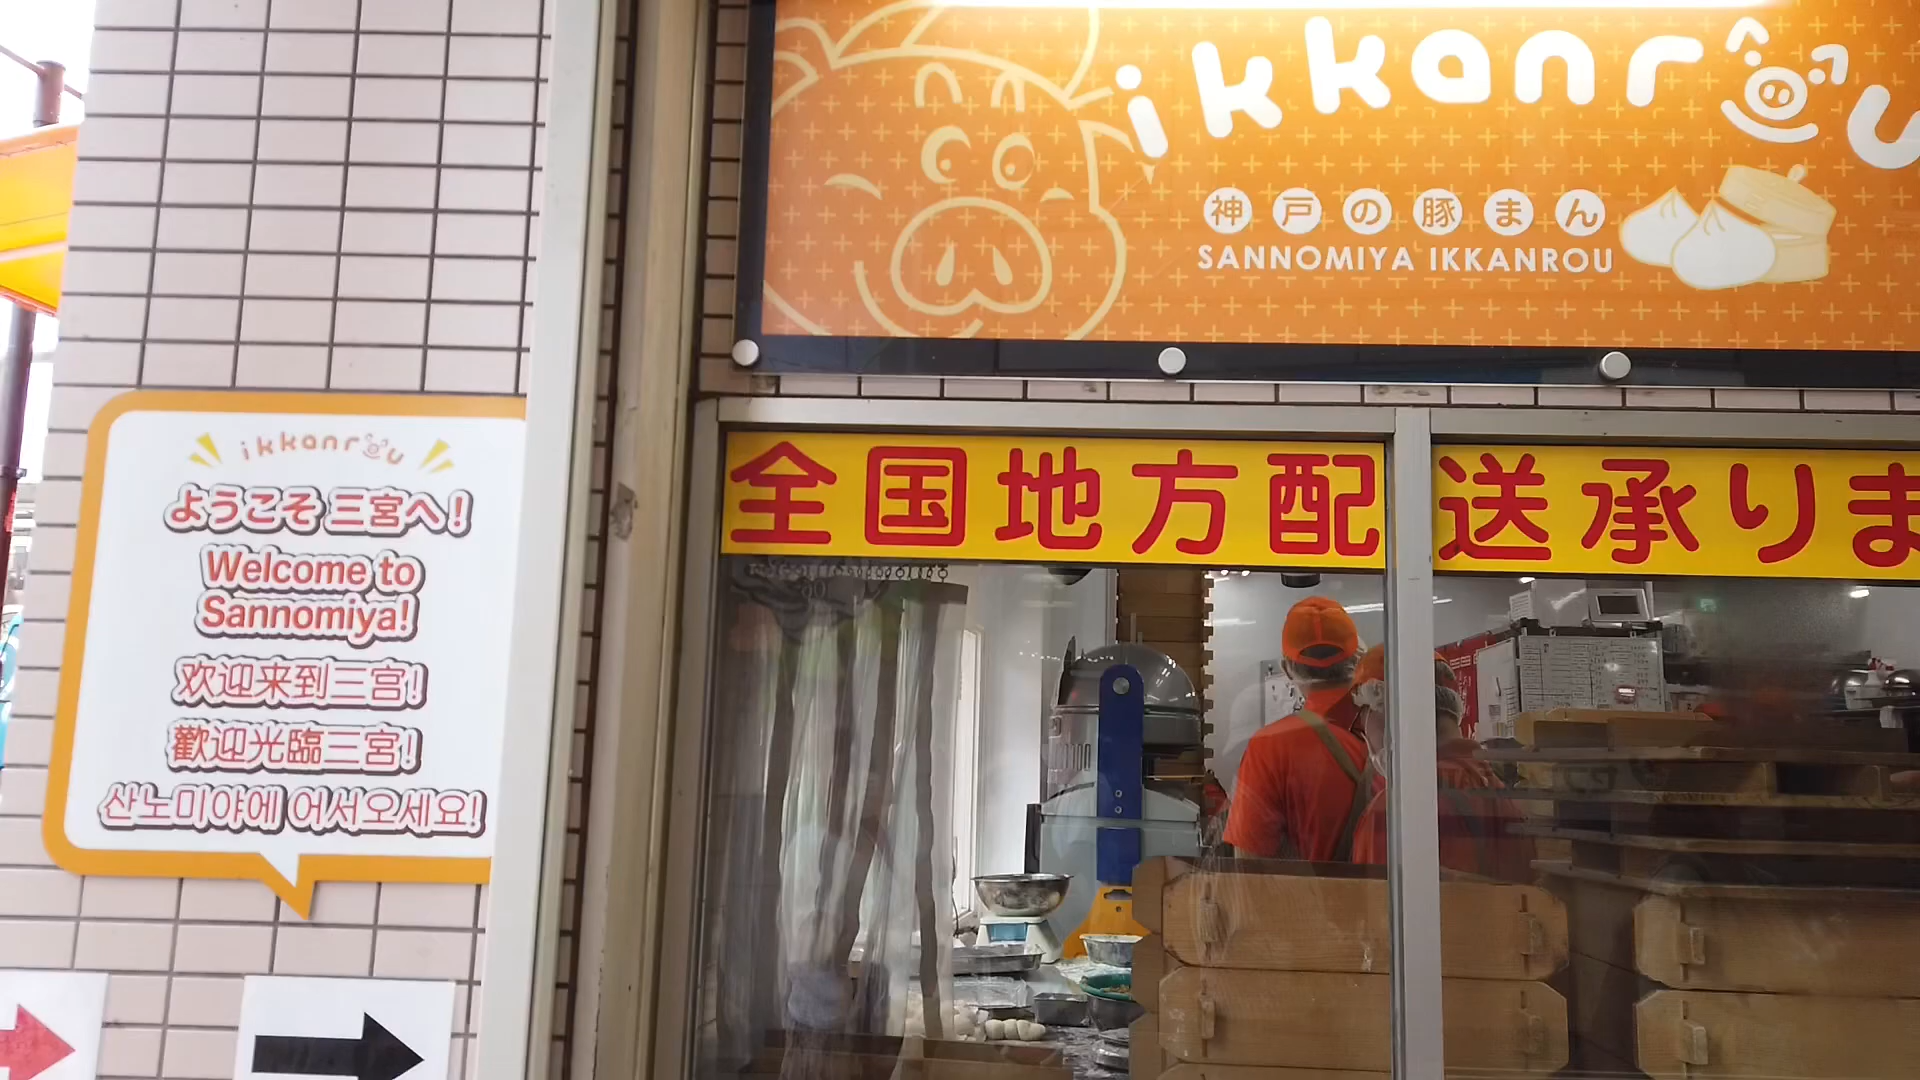 ikkanrou
ようこそ 三宮へ!
Welcome to
Sannomiya!
欢迎来到三宫!
歡迎光臨三宮!
산노미야에 어서오세요!
ikkanrou
神戸の豚まん
SANNOMIYA IKKANROU
全国地方配送承りま